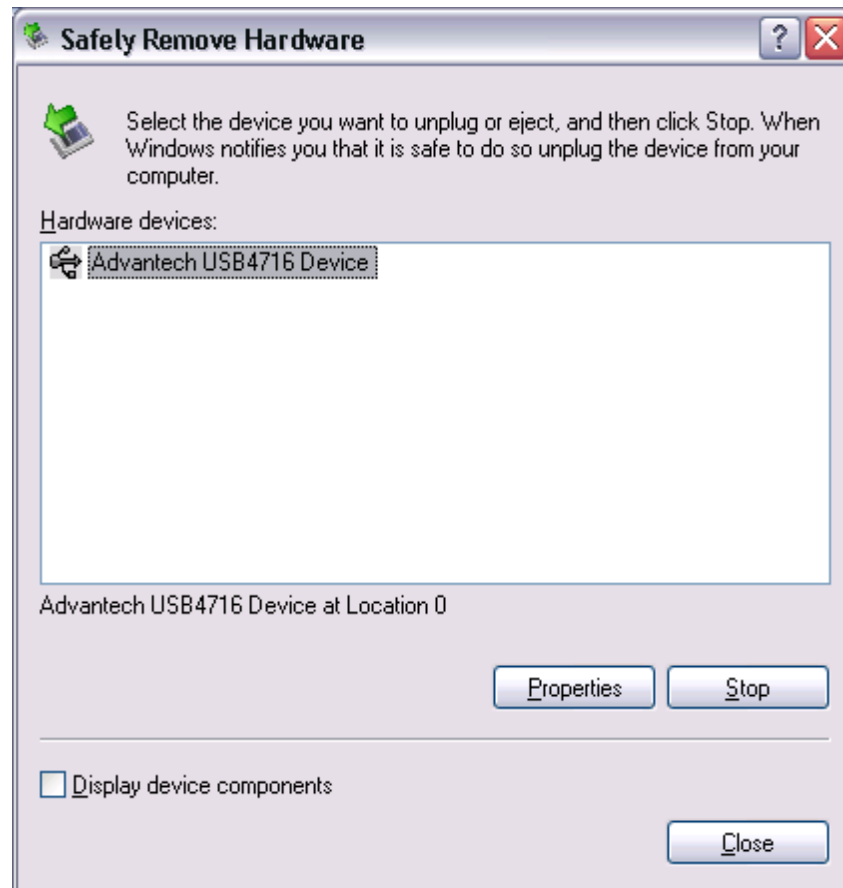 Safely Remove Hardware
?
X
Select the device you want to unplug or eject, and then click Stop. When
Windows notifies you that it is safe to do so unplug the device from your
computer.
Hardware devices:
Advantech USB4716 Device
Advantech USB4716 Device at Location 0
Properties
Stop
Display device components
Close